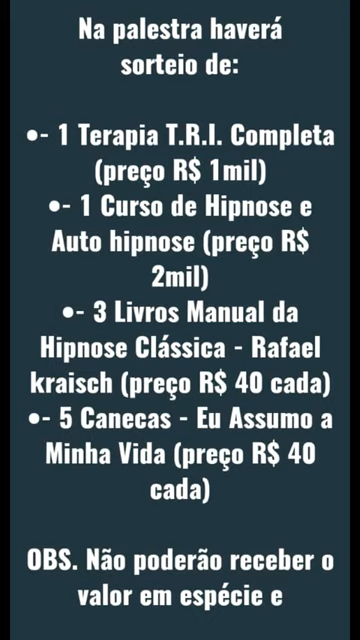 Na palestra haverá
sorteio de:
•- 1 Terapia T.R.I. Completa
(preço R$ 1mil)
•- 1 Curso de Hipnose e
Auto hipnose (preço R$
2mil)
•- 3 Livros Manual da
Hipnose Clássica - Rafael
kraisch (preço R$ 40 cada)
•- 5 Canecas - Eu Assumo a
Minha Vida (preço R$ 40
cada)
OBS. Não poderão receber o
valor em espécie e